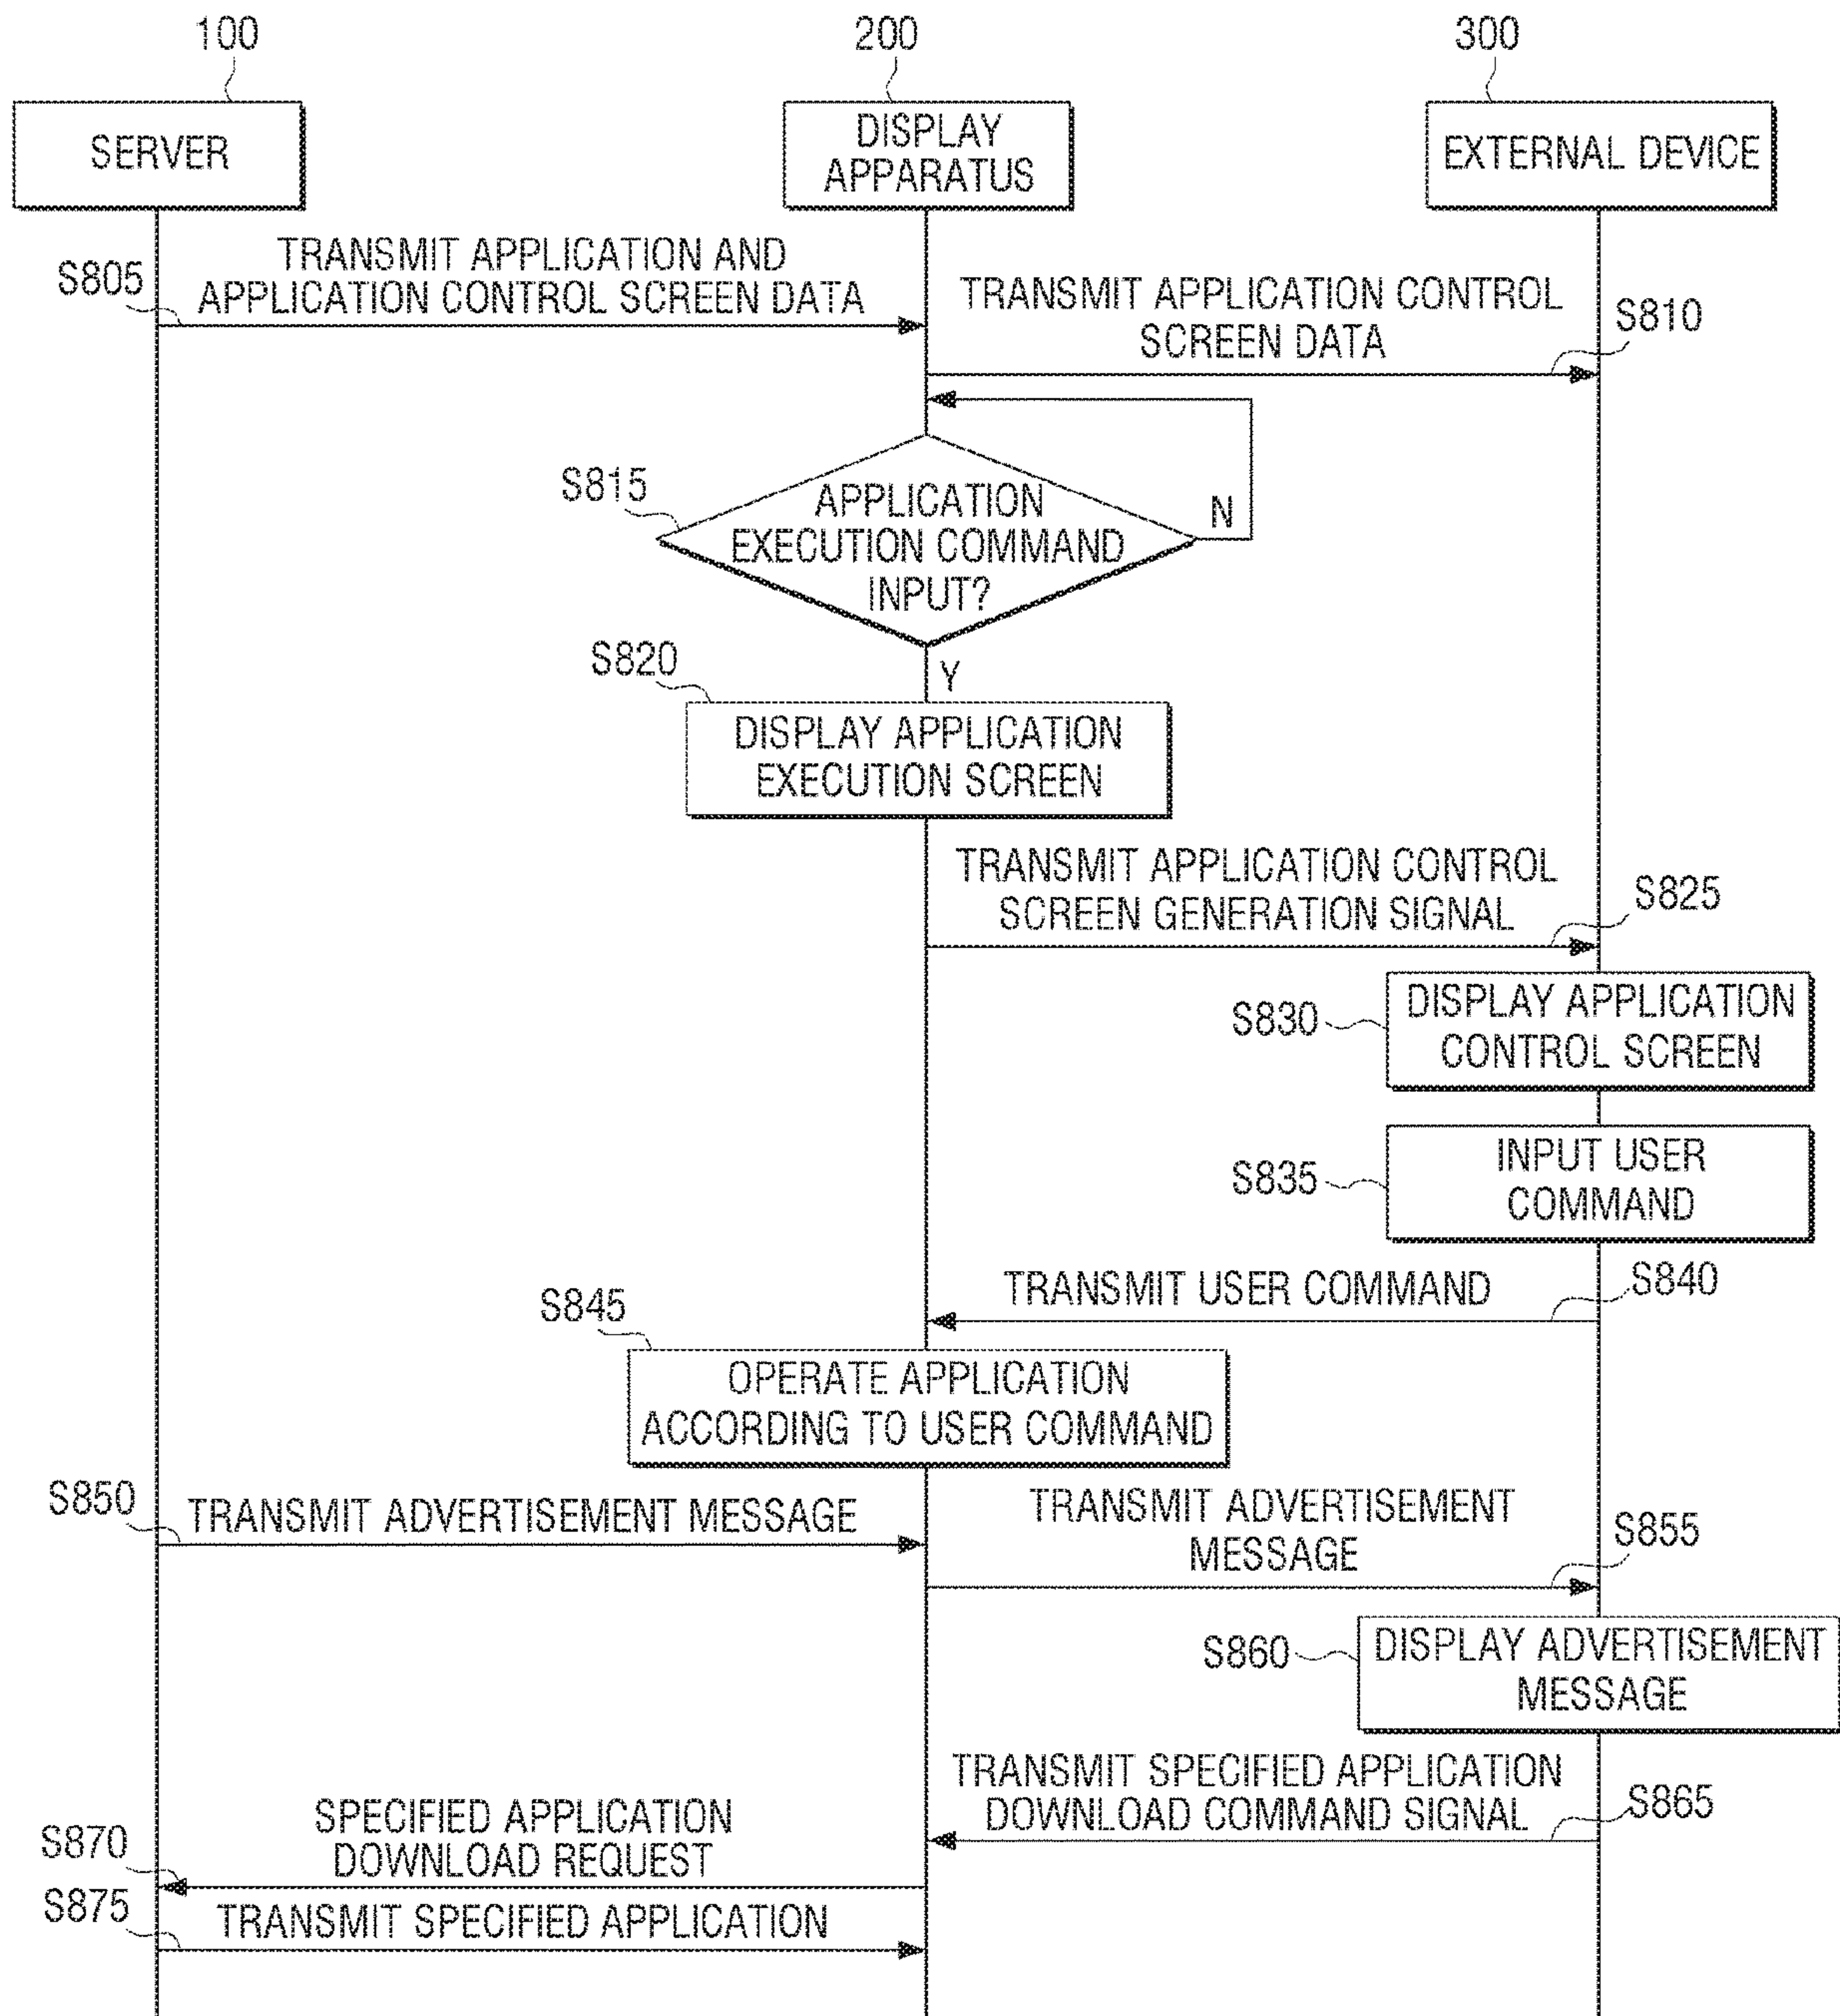 100
200
300
SERVER
DISPLAY
APPARATUS
EXTERNAL DEVICE
S805
TRANSMIT APPLICATION AND
APPLICATION CONTROL SCREEN DATA
TRANSMIT APPLICATION CONTROL
SCREEN DATA
S810
S815
APPLICATION
EXECUTION COMMAND
INPUT?
N
Y
S820
DISPLAY APPLICATION
EXECUTION SCREEN
TRANSMIT APPLICATION CONTROL
SCREEN GENERATION SIGNAL
S825
S830
DISPLAY APPLICATION
CONTROL SCREEN
S835
INPUT USER
COMMAND
TRANSMIT USER COMMAND
S840
S845
OPERATE APPLICATION
ACCORDING TO USER COMMAND
S850
TRANSMIT ADVERTISEMENT MESSAGE
TRANSMIT ADVERTISEMENT
MESSAGE
S855
S860
DISPLAY ADVERTISEMENT
MESSAGE
TRANSMIT SPECIFIED APPLICATION
DOWNLOAD COMMAND SIGNAL
S865
S870
SPECIFIED APPLICATION
DOWNLOAD REQUEST
S875
TRANSMIT SPECIFIED APPLICATION